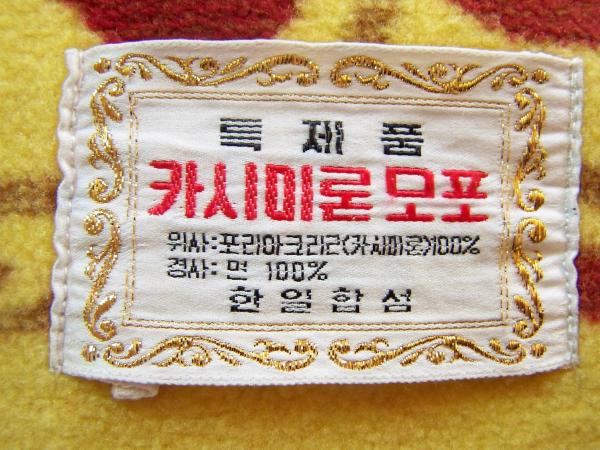 특제품
카시미론 모포
위사:포리아크리르(카시미론)100%
경사:면 100%
한일합섬